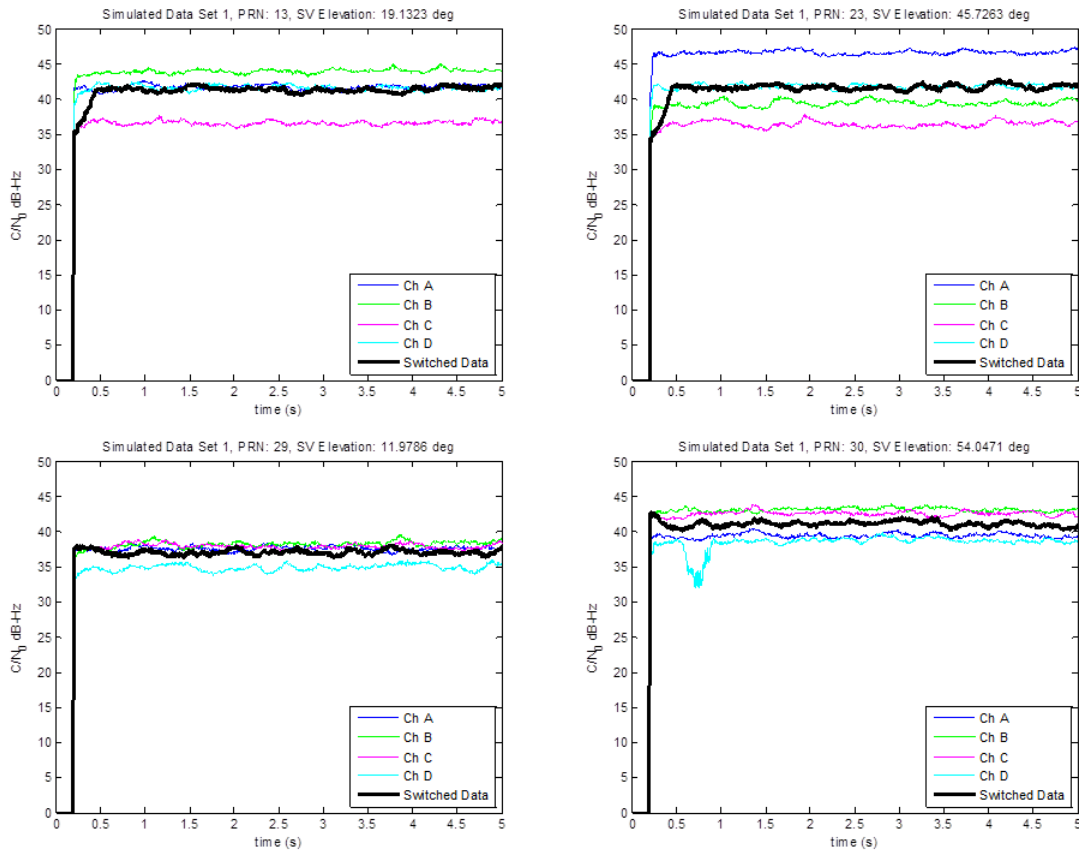 Simulated Data Set 1, PRN: 13, SV Elevation: 19.1323 deg
50
45
40
35
30
25
20
15
10
5
0
C/N0 dB-Hz
Ch A
Ch B
Ch C
Ch D
Switched Data
0 0.5 1 1.5 2 2.5 3 3.5 4 4.5 5
time (s)
Simulated Data Set 1, PRN: 23, SV Elevation: 45.7263 deg
50
45
40
35
30
25
20
15
10
5
0
C/N0 dB-Hz
Ch A
Ch B
Ch C
Ch D
Switched Data
0 0.5 1 1.5 2 2.5 3 3.5 4 4.5 5
time (s)
Simulated Data Set 1, PRN: 29, SV Elevation: 11.9786 deg
50
45
40
35
30
25
20
15
10
5
0
C/N0 dB-Hz
Ch A
Ch B
Ch C
Ch D
Switched Data
0 0.5 1 1.5 2 2.5 3 3.5 4 4.5 5
time (s)
Simulated Data Set 1, PRN: 30, SV Elevation: 54.0471 deg
50
45
40
35
30
25
20
15
10
5
0
C/N0 dB-Hz
Ch A
Ch B
Ch C
Ch D
Switched Data
0 0.5 1 1.5 2 2.5 3 3.5 4 4.5 5
time (s)